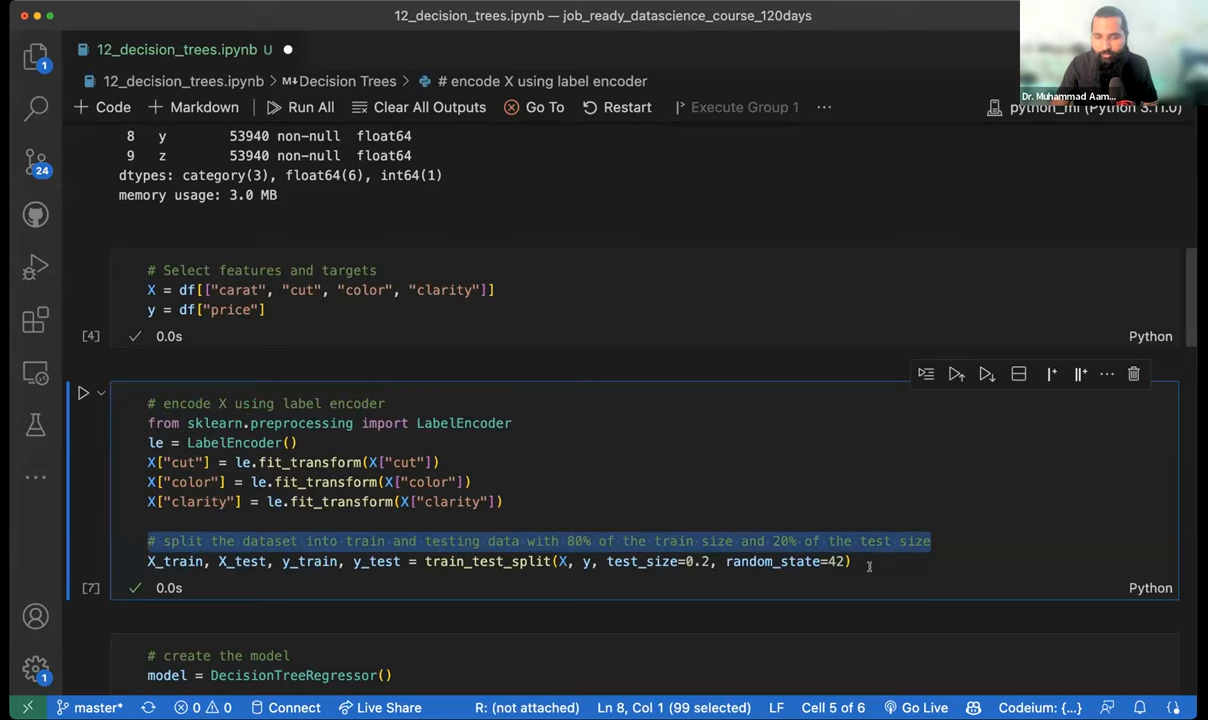 12_decision_trees.ipynb — job_ready_datascience_course_120days
12_decision_trees.ipynb U
12_decision_trees.ipynb > M↓Decision Trees > # encode X using label encoder
+ Code + Markdown Run All Clear All Outputs Go To Restart Execute Group 1 ...
Dr. Muhammad Aam...
python_ml (Python 3.11.0)
8 y 53940 non-null float64
9 z 53940 non-null float64
dtypes: category(3), float64(6), int64(1)
memory usage: 3.0 MB
# Select features and targets
X = df[["carat", "cut", "color", "clarity"]]
y = df["price"]
[4] 0.0s Python
# encode X using label encoder
from sklearn.preprocessing import LabelEncoder
le = LabelEncoder()
X["cut"] = le.fit_transform(X["cut"])
X["color"] = le.fit_transform(X["color"])
X["clarity"] = le.fit_transform(X["clarity"])
# split the dataset into train and testing data with 80% of the train size and 20% of the test size
X_train, X_test, y_train, y_test = train_test_split(X, y, test_size=0.2, random_state=42)
[7] 0.0s Python
# create the model
model = DecisionTreeRegressor()
1
24
1
master* 0 0 Connect Live Share R: (not attached) Ln 8, Col 1 (99 selected) LF Cell 5 of 6 Go Live Codeium: {...}